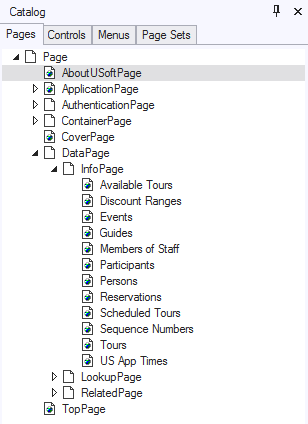 Catalog
Pages Controls Menus Page Sets
Page
AboutUSoftPage
ApplicationPage
AuthenticationPage
ContainerPage
CoverPage
DataPage
InfoPage
Available Tours
Discount Ranges
Events
Guides
Members of Staff
Participants
Persons
Reservations
Scheduled Tours
Sequence Numbers
Tours
US App Times
LookupPage
RelatedPage
TopPage